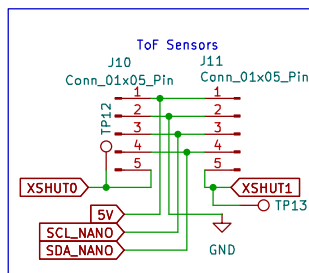 ToF Sensors
J10
J11
Conn_01x05_Pin
Conn_01x05_Pin
1
1
2
2
3
3
4
4
5
5
TP12
XSHUT0
XSHUT1
TP13
5V
SCL_NANO
SDA_NANO
GND